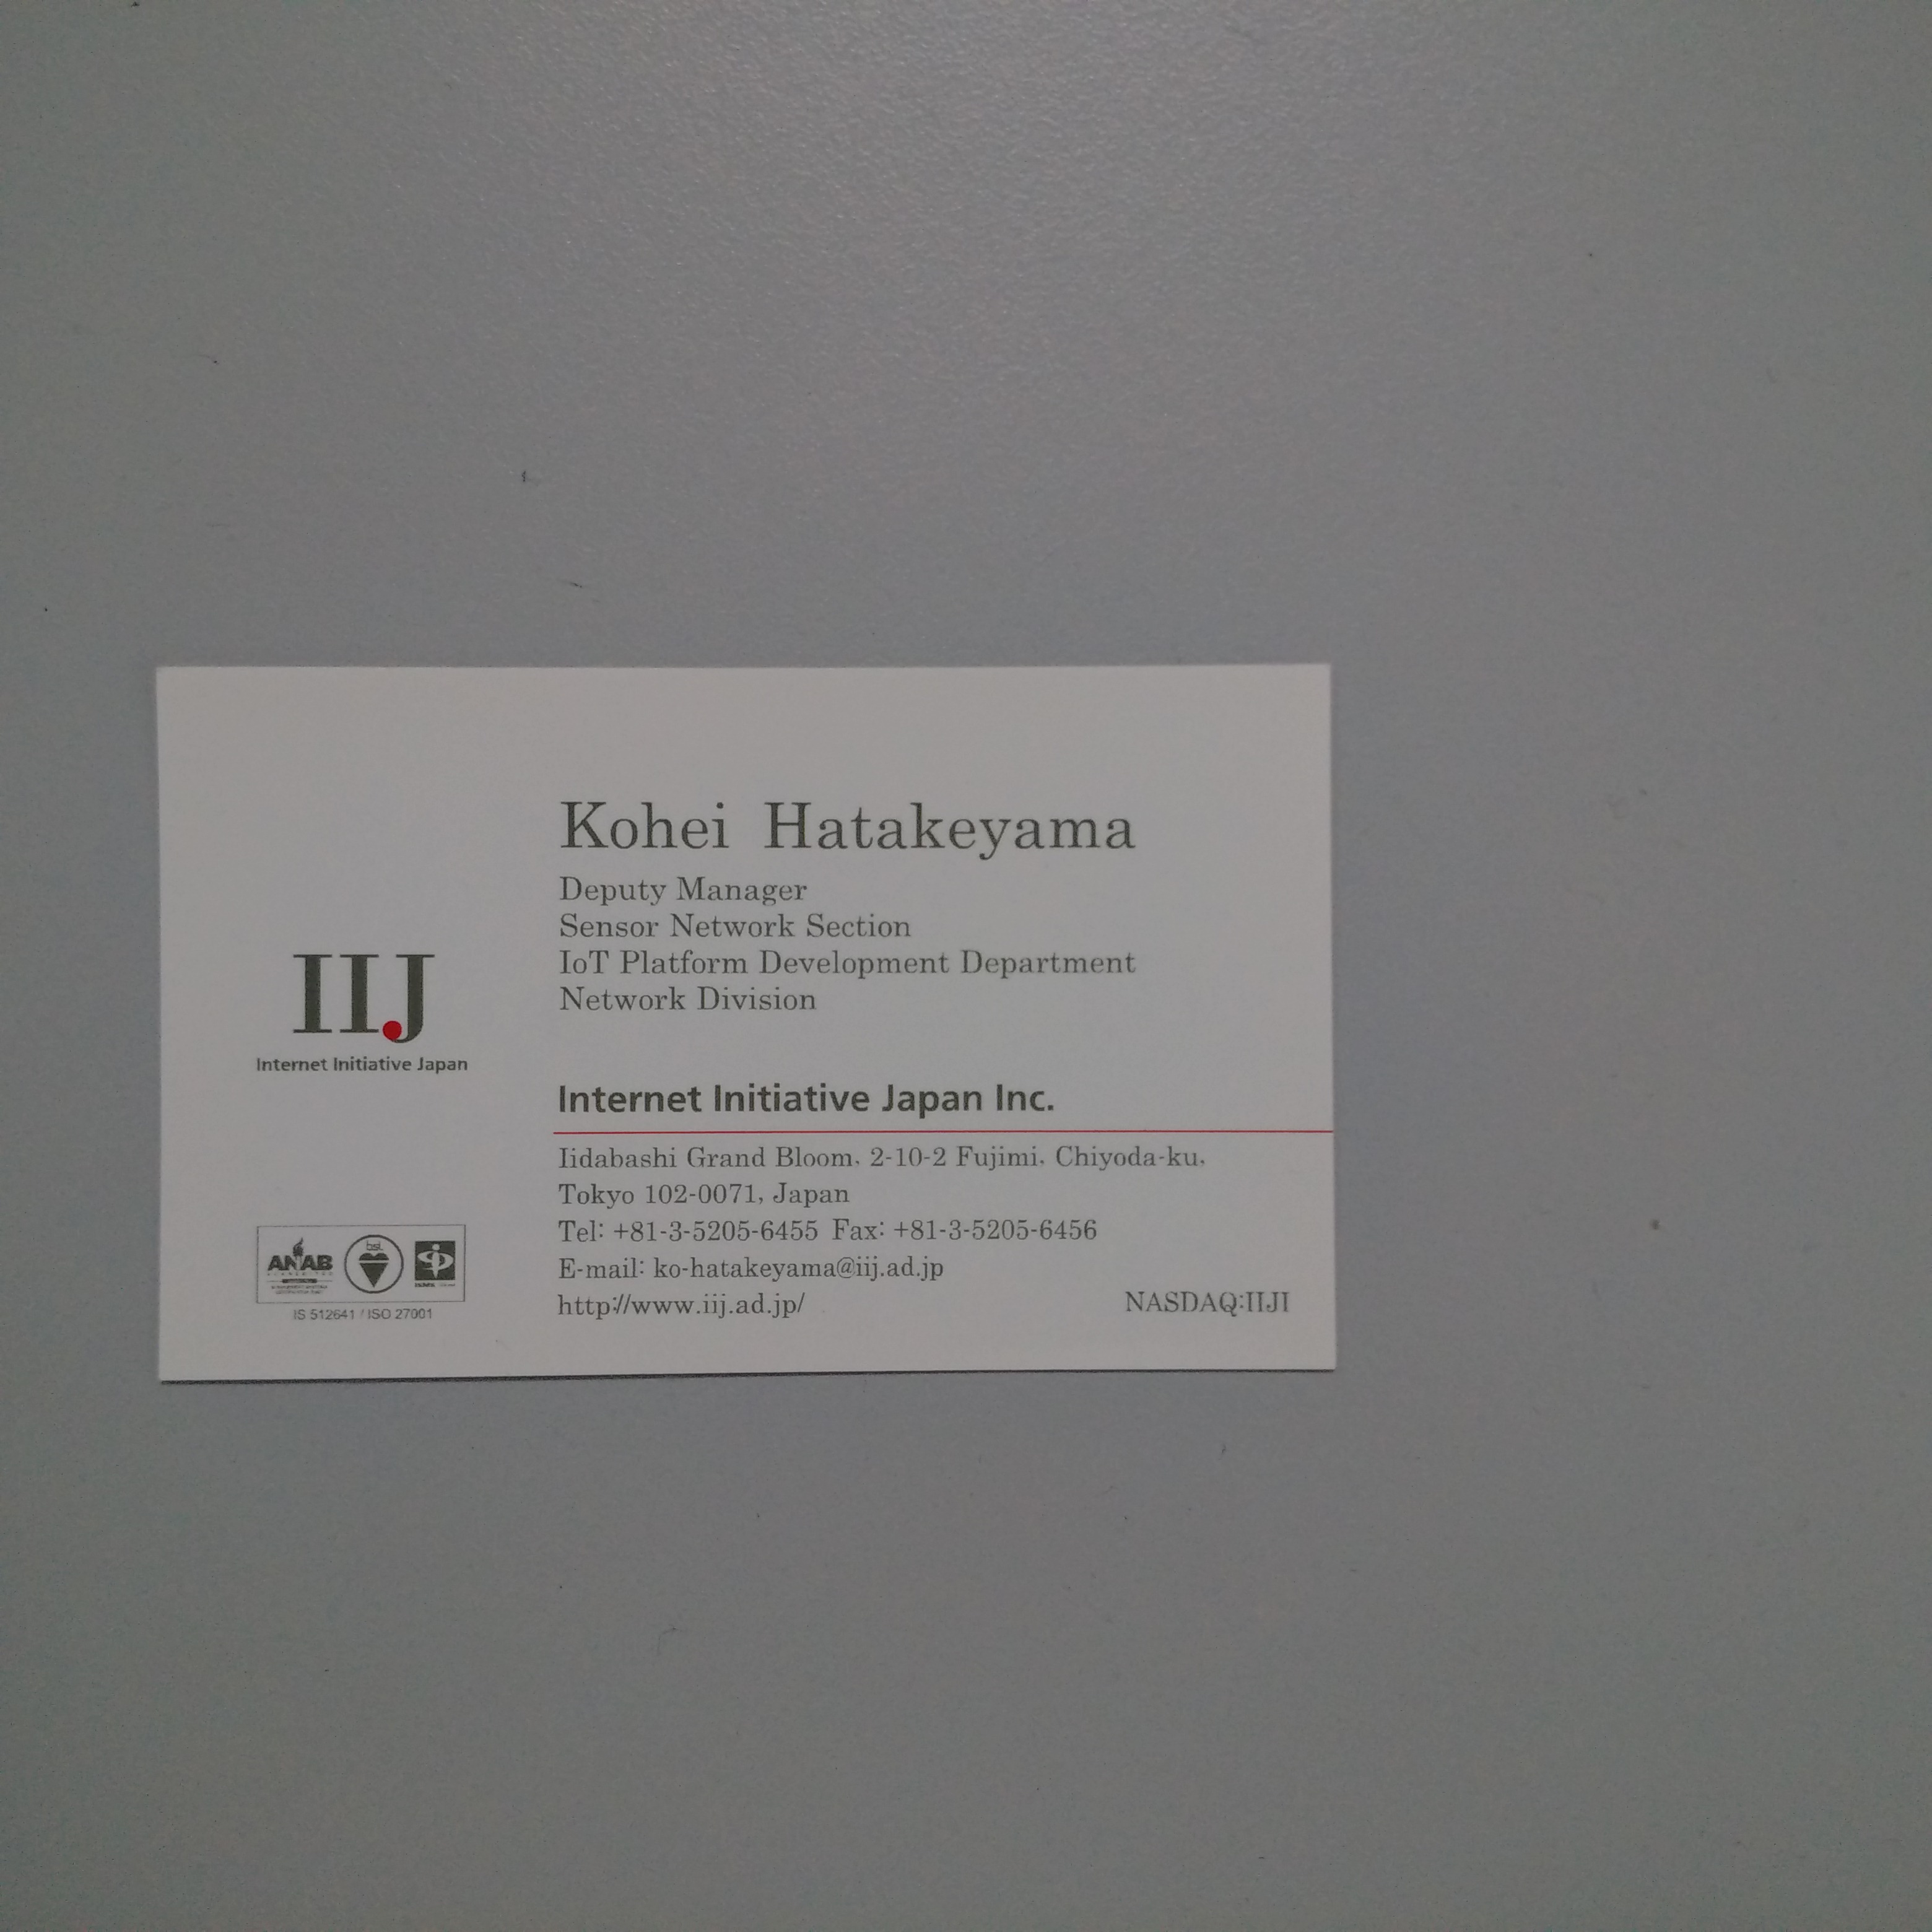 Kohei Hatakeyama
Deputy Manager
Sensor Network Section
IoT Platform Development Department
Network Division
IIJ
Internet Initiative Japan
Internet Initiative Japan Inc.
Iidabashi Grand Bloom, 2-10-2 Fujimi, Chiyoda-ku,
Tokyo 102-0071, Japan
Tel: +81-3-5205-6455 Fax: +81-3-5205-6456
E-mail: ko-hatakeyama@iij.ad.jp
http://www.iij.ad.jp/
NASDAQ:IIJI
ANAB
bsi.
IS 512641 / ISO 27001